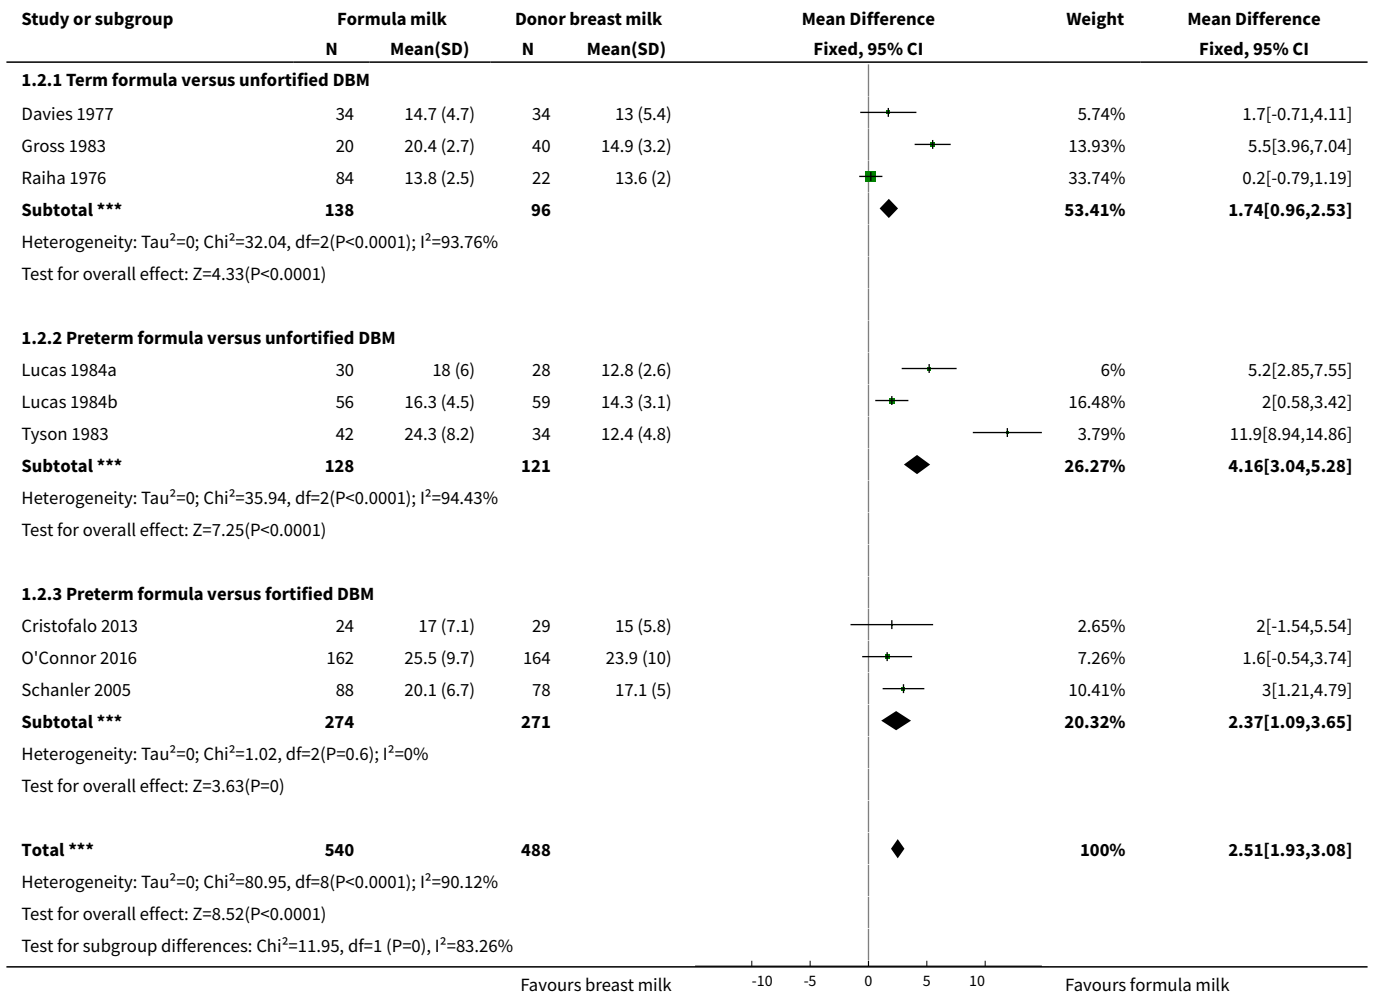 Study or subgroup Formula milk Donor breast milk Mean Difference Weight Mean Difference
N Mean(SD) N Mean(SD) Fixed, 95% CI Fixed, 95% CI
1.2.1 Term formula versus unfortified DBM
Davies 1977 34 14.7 (4.7) 34 13 (5.4) 5.74% 1.7[-0.71,4.11]
Gross 1983 20 20.4 (2.7) 40 14.9 (3.2) 13.93% 5.5[3.96,7.04]
Raiha 1976 84 13.8 (2.5) 22 13.6 (2) 33.74% 0.2[-0.79,1.19]
Subtotal *** 138 96 53.41% 1.74[0.96,2.53]
Heterogeneity: Tau²=0; Chi²=32.04, df=2(P<0.0001); I²=93.76%
Test for overall effect: Z=4.33(P<0.0001)
1.2.2 Preterm formula versus unfortified DBM
Lucas 1984a 30 18 (6) 28 12.8 (2.6) 6% 5.2[2.85,7.55]
Lucas 1984b 56 16.3 (4.5) 59 14.3 (3.1) 16.48% 2[0.58,3.42]
Tyson 1983 42 24.3 (8.2) 34 12.4 (4.8) 3.79% 11.9[8.94,14.86]
Subtotal *** 128 121 26.27% 4.16[3.04,5.28]
Heterogeneity: Tau²=0; Chi²=35.94, df=2(P<0.0001); I²=94.43%
Test for overall effect: Z=7.25(P<0.0001)
1.2.3 Preterm formula versus fortified DBM
Cristofalo 2013 24 17 (7.1) 29 15 (5.8) 2.65% 2[-1.54,5.54]
O'Connor 2016 162 25.5 (9.7) 164 23.9 (10) 7.26% 1.6[-0.54,3.74]
Schanler 2005 88 20.1 (6.7) 78 17.1 (5) 10.41% 3[1.21,4.79]
Subtotal *** 274 271 20.32% 2.37[1.09,3.65]
Heterogeneity: Tau²=0; Chi²=1.02, df=2(P=0.6); I²=0%
Test for overall effect: Z=3.63(P=0)
Total *** 540 488 100% 2.51[1.93,3.08]
Heterogeneity: Tau²=0; Chi²=80.95, df=8(P<0.0001); I²=90.12%
Test for overall effect: Z=8.52(P<0.0001)
Test for subgroup differences: Chi²=11.95, df=1 (P=0), I²=83.26%
Favours breast milk -10 -5 0 5 10 Favours formula milk